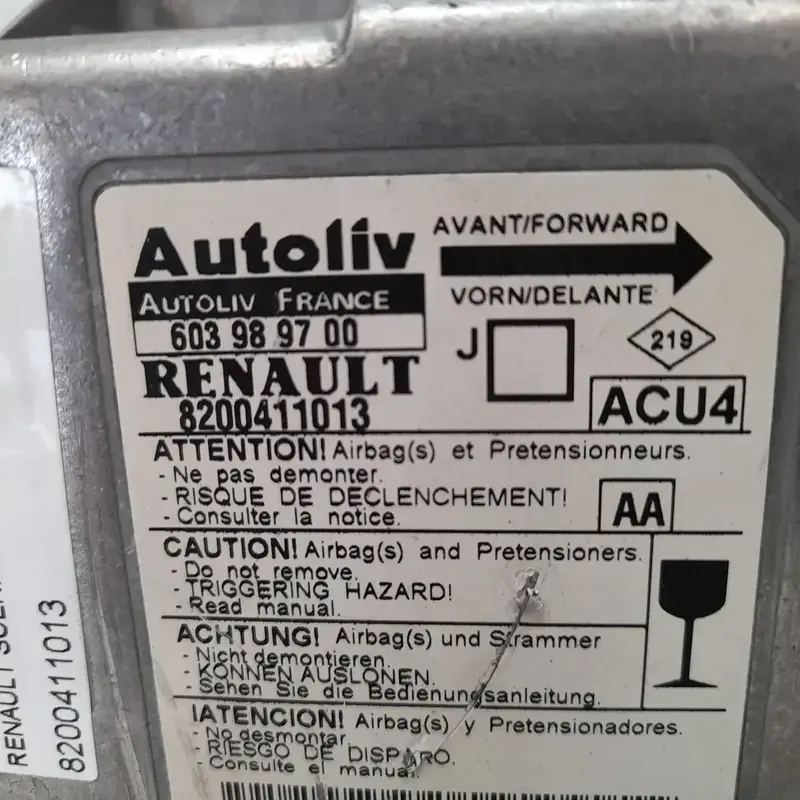 Autoliv
AUTOLIV FRANCE
603 98 97 00
RENAULT
8200411013
AVANT/FORWARD
VORN/DELANTE
J
219
ACU4
ATTENTION! Airbag(s) et Pretensionneurs.
- Ne pas demonter.
- RISQUE DE DECLENCHEMENT!
- Consulter la notice.
AA
CAUTION! Airbag(s) and Pretensioners.
- Do not remove.
- TRIGGERING HAZARD!
- Read manual.
ACHTUNG! Airbag(s) und Strammer
- Nicht demontieren.
- KONNEN AUSLONEN.
- Sehen Sie die Bedienungsanleitung.
IATENCION! Airbag(s) y Pretensionadores.
- No desmontar.
- RIESGO DE DISPARO.
- Consulte el manual.
RENAULT
8200411013